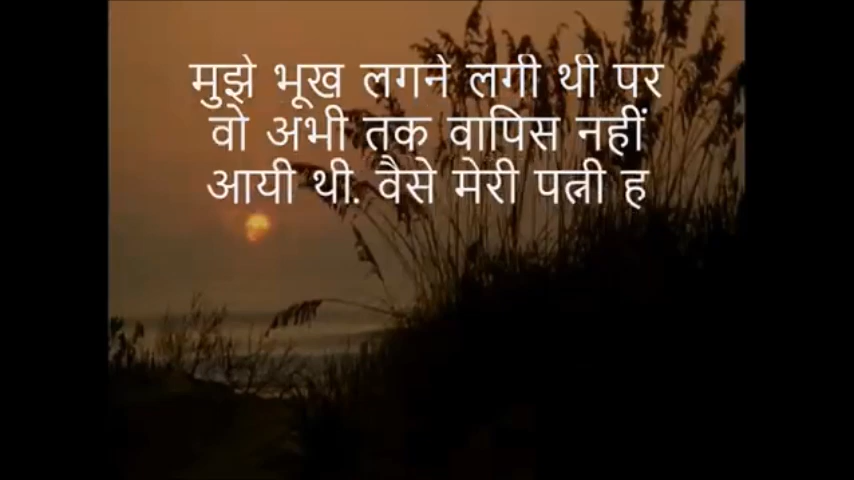 मुझे भूख लगने लगी थी पर
वो अभी तक वापिस नहीं
आयी थी. वैसे मेरी पत्नी ह